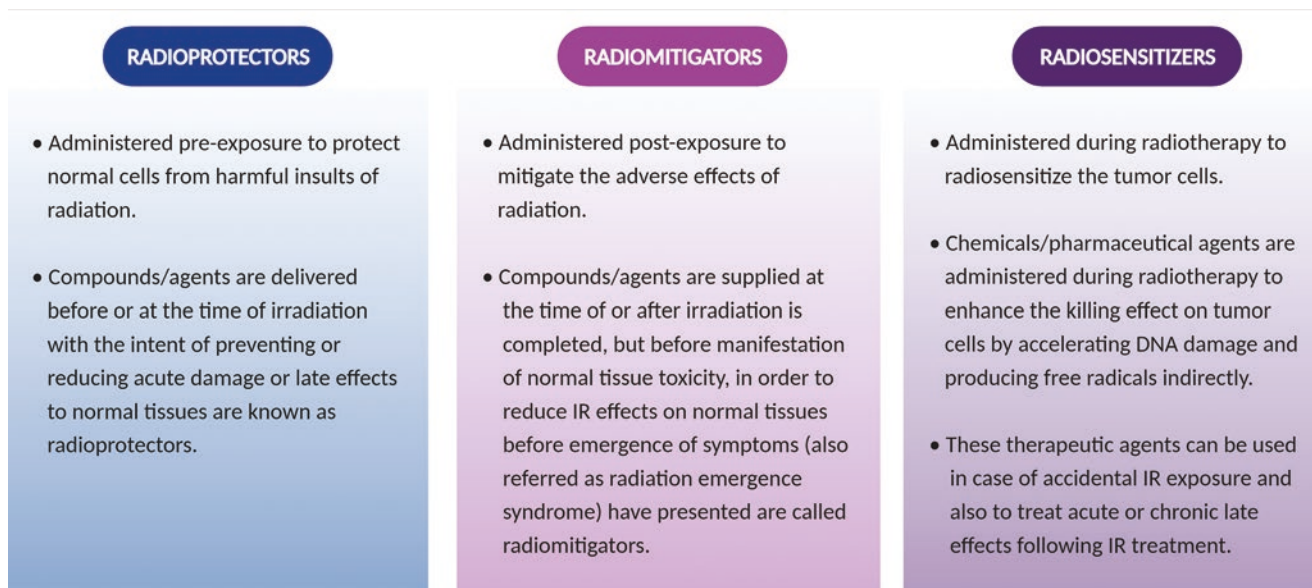 RADIOPROTECTORS
• Administered pre-exposure to protect
normal cells from harmful insults of
radiation.
• Compounds/agents are delivered
before or at the time of irradiation
with the intent of preventing or
reducing acute damage or late effects
to normal tissues are known as
radioprotectors.
RADIOMITIGATORS
• Administered post-exposure to
mitigate the adverse effects of
radiation.
• Compounds/agents are supplied at
the time of or after irradiation is
completed, but before manifestation
of normal tissue toxicity, in order to
reduce IR effects on normal tissues
before emergence of symptoms (also
referred as radiation emergence
syndrome) have presented are called
radiomitigators.
RADIOSENSITIZERS
• Administered during radiotherapy to
radiosensitize the tumor cells.
• Chemicals/pharmaceutical agents are
administered during radiotherapy to
enhance the killing effect on tumor
cells by accelerating DNA damage and
producing free radicals indirectly.
• These therapeutic agents can be used
in case of accidental IR exposure and
also to treat acute or chronic late
effects following IR treatment.